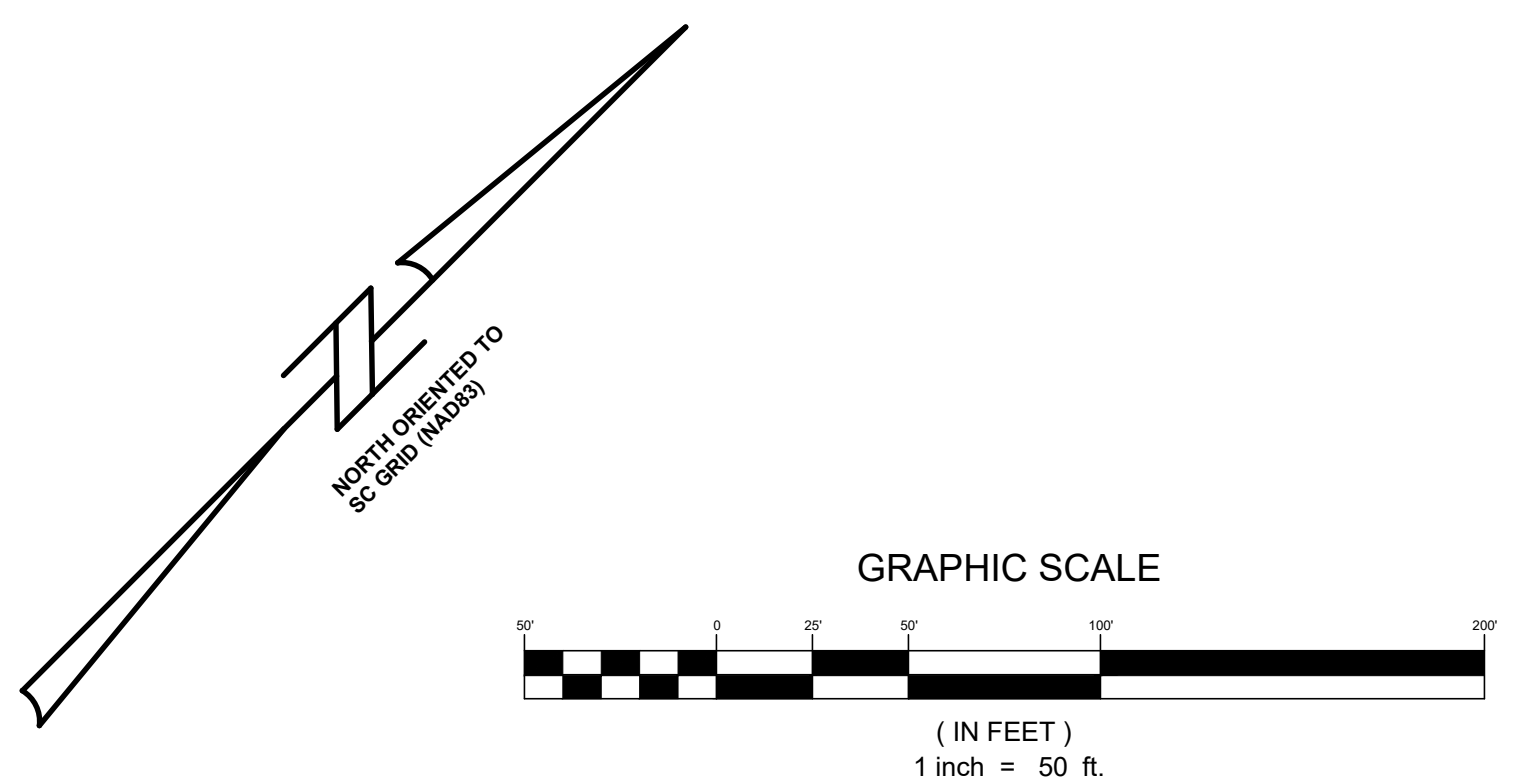 NORTH ORIENTED TO
SC GRID (NAD83)
GRAPHIC SCALE
50' 0 25' 50' 100' 200'
( IN FEET )
1 inch = 50 ft.